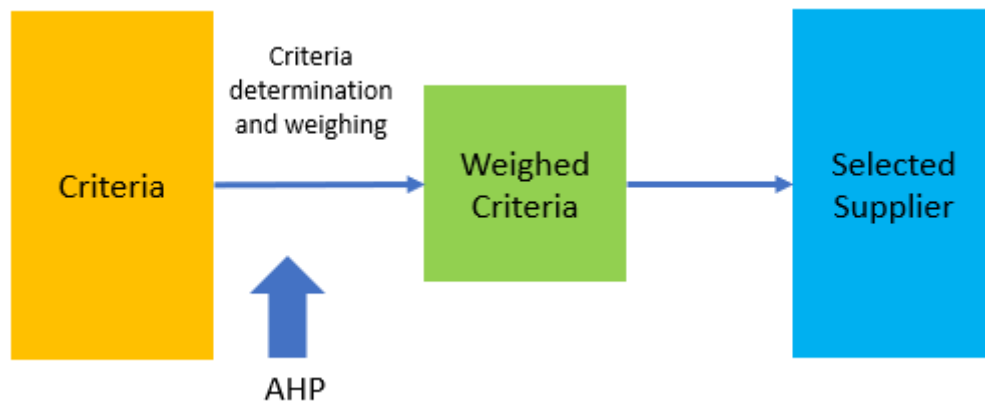 Criteria
Criteria
determination
and weighing
AHP
Weighed
Criteria
Selected
Supplier